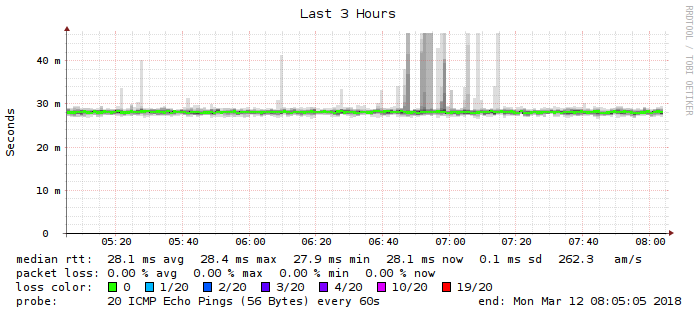 Last 3 Hours
RRDTOOL / TOBI OETIKER
Seconds
40 m
30 m
20 m
10 m
0
05:20 05:40 06:00 06:20 06:40 07:00 07:20 07:40 08:00
median rtt: 28.1 ms avg 28.4 ms max 27.9 ms min 28.1 ms now 0.1 ms sd 262.3 am/s
packet loss: 0.00 % avg 0.00 % max 0.00 % min 0.00 % now
loss color: 0 1/20 2/20 3/20 4/20 10/20 19/20
probe: 20 ICMP Echo Pings (56 Bytes) every 60s end: Mon Mar 12 08:05:05 2018